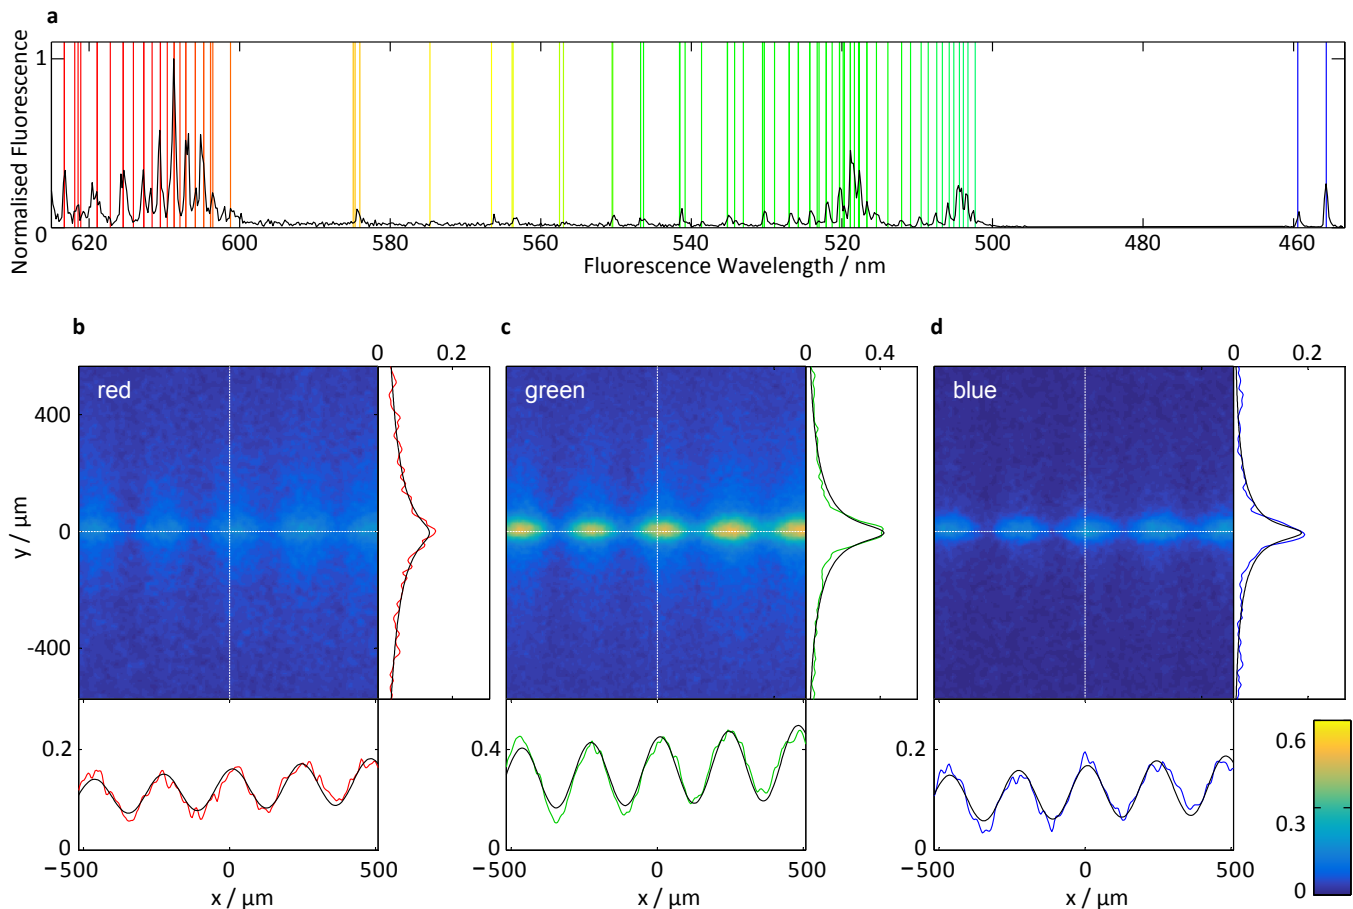 a
Normalised Fluorescence
1
0
620 600 580 560 540 520 500 480 460
Fluorescence Wavelength / nm
b c d
0 0.2 0 0.4 0 0.2
red green blue
400
0
-400
y / µm
0.2 0.4 0.2
0 0 0
0.6
0.3
0
−500 0 500 −500 0 500 −500 0 500
x / µm x / µm x / µm